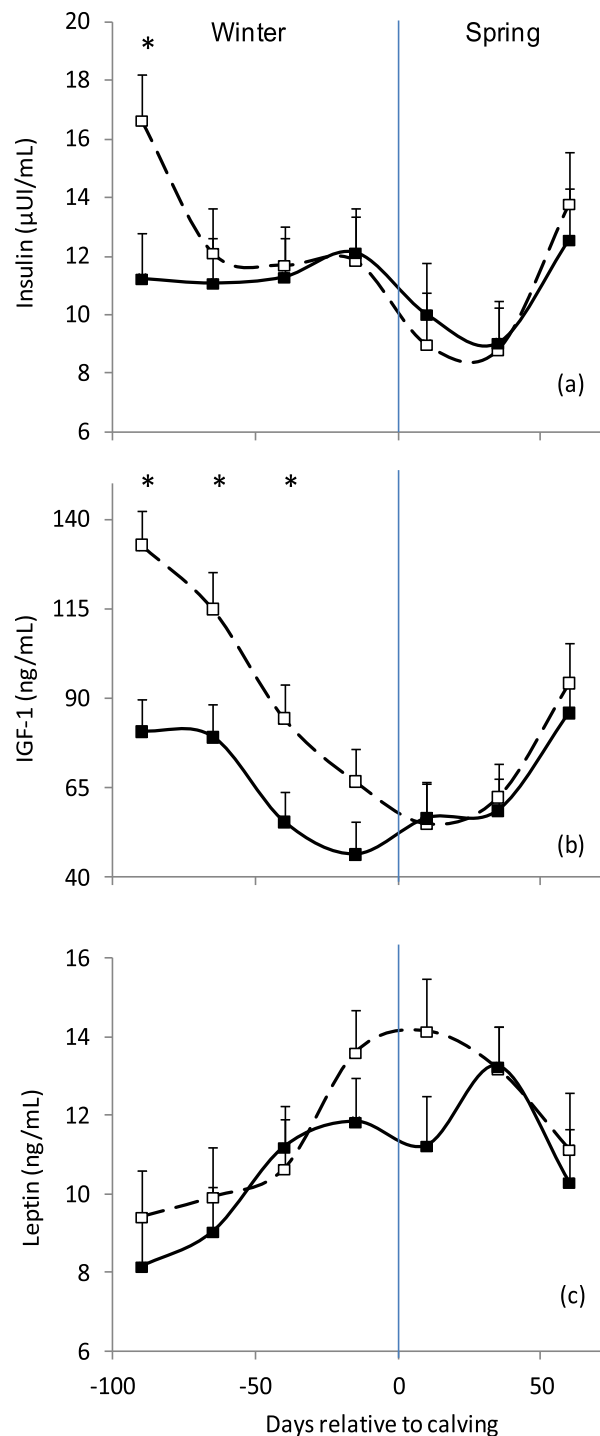 20
Winter
Spring
*
18
16
14
12
10
8
6
Insulin (µUI/mL)
(a)
* * *
140
115
90
65
40
IGF-1 (ng/mL)
(b)
16
14
12
10
8
6
Leptin (ng/mL)
(c)
-100 -50 0 50
Days relative to calving